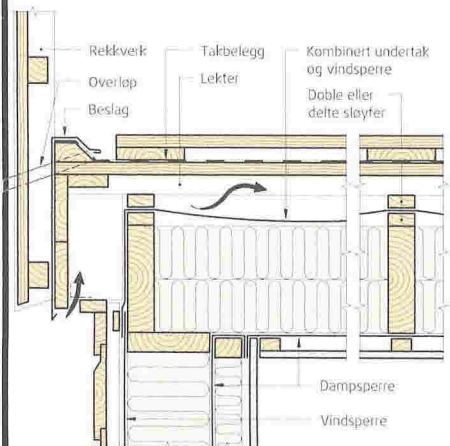 Rekkverk
Overløp
Beslag
Takbelegg
Lekter
Kombinert undertak
og vindsperre
Doble eller
delte sløyfer
Dampsperre
Vindsperre